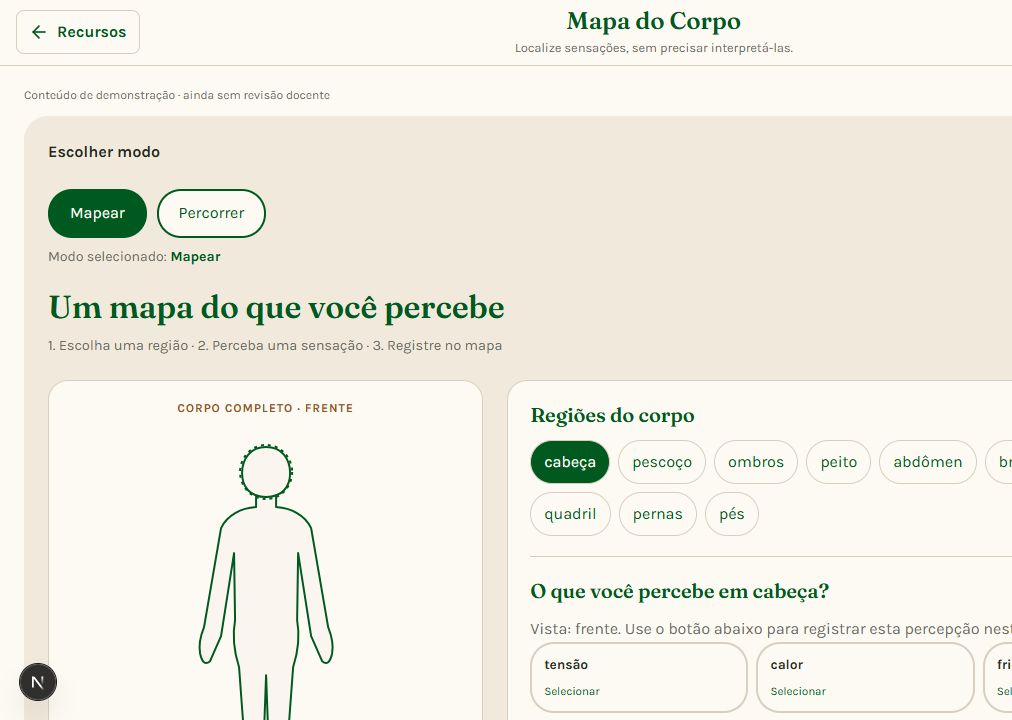 Recursos
Mapa do Corpo
Localize sensações, sem precisar interpretá-las.
Conteúdo de demonstração · ainda sem revisão docente
Escolher modo
Mapear
Percorrer
Modo selecionado: Mapear
Um mapa do que você percebe
1. Escolha uma região · 2. Perceba uma sensação · 3. Registre no mapa
CORPO COMPLETO · FRENTE
Regiões do corpo
cabeça pescoço ombros peito abdômen
quadril pernas pés
O que você percebe em cabeça?
Vista: frente. Use o botão abaixo para registrar esta percepção
tensão
Selecionar
calor
Selecionar
N